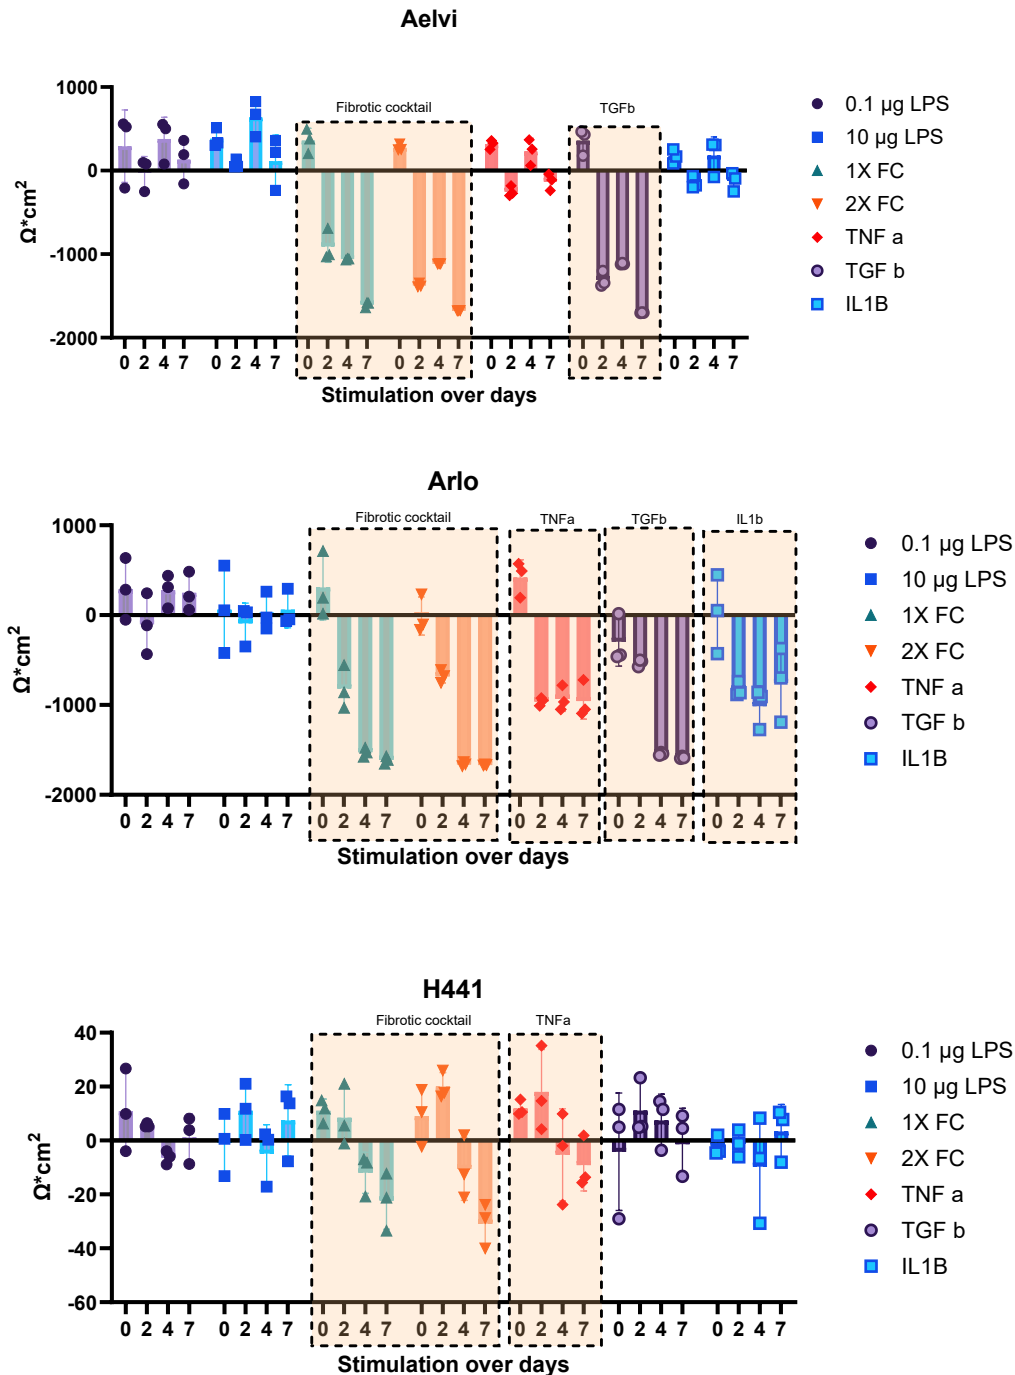 Aelvi
Fibrotic cocktail
TGFb
1000
0
-1000
-2000
Ω*cm²
0 2 4 7 0 2 4 7 0 2 4 7 0 2 4 7 0 2 4 7 0 2 4 7 0 2 4 7
Stimulation over days
0.1 µg LPS
10 µg LPS
1X FC
2X FC
TNF a
TGF b
IL1B
Arlo
Fibrotic cocktail
TNFa
TGFb
IL1b
1000
0
-1000
-2000
Ω*cm²
0 2 4 7 0 2 4 7 0 2 4 7 0 2 4 7 0 2 4 7 0 2 4 7 0 2 4 7
Stimulation over days
0.1 µg LPS
10 µg LPS
1X FC
2X FC
TNF a
TGF b
IL1B
H441
Fibrotic cocktail
TNFa
40
20
0
-20
-40
-60
Ω*cm²
0 2 4 7 0 2 4 7 0 2 4 7 0 2 4 7 0 2 4 7 0 2 4 7 0 2 4 7
Stimulation over days
0.1 µg LPS
10 µg LPS
1X FC
2X FC
TNF a
TGF b
IL1B